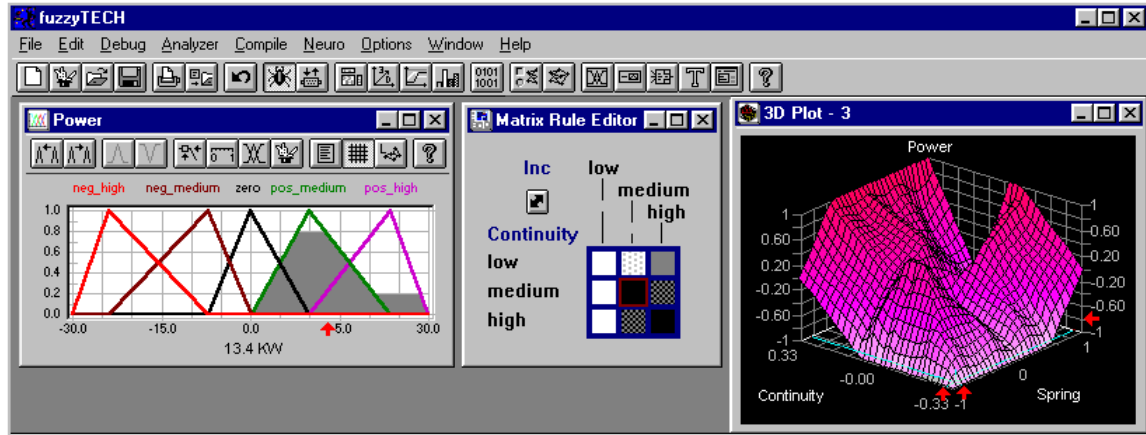 fuzzyTECH
File Edit Debug Analyzer Compile Neuro Options Window Help
0101
1001
Power
neg_high neg_medium zero pos_medium pos_high
1.0
0.8
0.6
0.4
0.2
0.0
-30.0 -15.0 0.0 5.0 30.0
13.4 KW
Matrix Rule Editor
Inc low
medium
high
Continuity
low
medium
high
3D Plot - 3
Power
1 1
0.60 0.60
0.20 0.20
-0.20 -0.20
-0.60 -0.60
-1 -1
0.33 1
-0.00 0
Continuity Spring
-0.33 -1